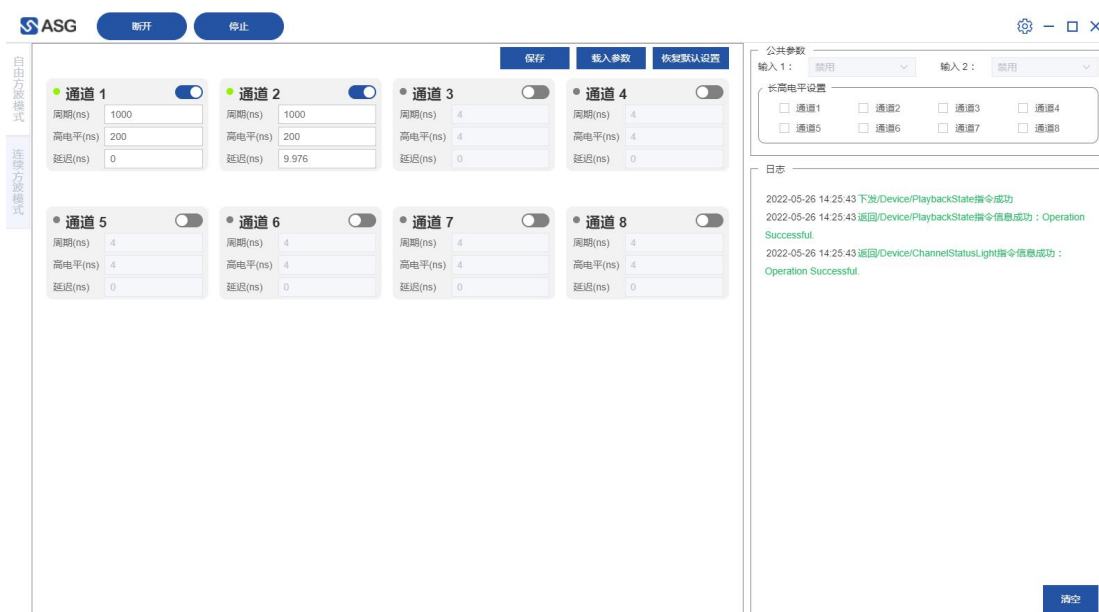 ASG
断开
停止
自由方波模式
连续方波模式
保存
载入参数
恢复默认设置
通道 1
周期(ns) 1000
高电平(ns) 200
延迟(ns) 0
通道 2
周期(ns) 1000
高电平(ns) 200
延迟(ns) 9.976
通道 3
周期(ns) 4
高电平(ns) 4
延迟(ns) 0
通道 4
周期(ns) 4
高电平(ns) 4
延迟(ns) 0
通道 5
周期(ns) 4
高电平(ns) 4
延迟(ns) 0
通道 6
周期(ns) 4
高电平(ns) 4
延迟(ns) 0
通道 7
周期(ns) 4
高电平(ns) 4
延迟(ns) 0
通道 8
周期(ns) 4
高电平(ns) 4
延迟(ns) 0
公共参数
输入 1： 禁用 输入 2： 禁用
长高电平设置
通道1 通道2 通道3 通道4
通道5 通道6 通道7 通道8
日志
2022-05-26 14:25:43 下发/Device/PlaybackState指令成功
2022-05-26 14:25:43 返回/Device/PlaybackState指令信息成功：Operation
Successful.
2022-05-26 14:25:43 返回/Device/ChannelStatusLight指令信息成功：
Operation Successful.
清空